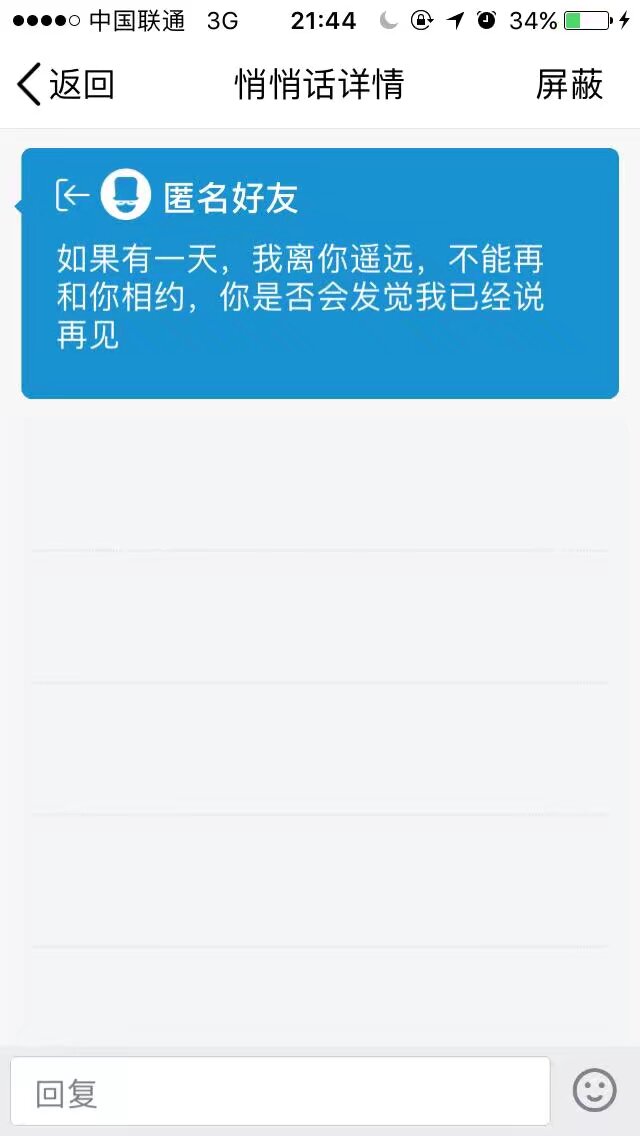 中国联通 3G 21:44 34%
返回 悄悄话详情 屏蔽
匿名好友
如果有一天，我离你遥远，不能再
和你相约，你是否会发觉我已经说
再见
回复